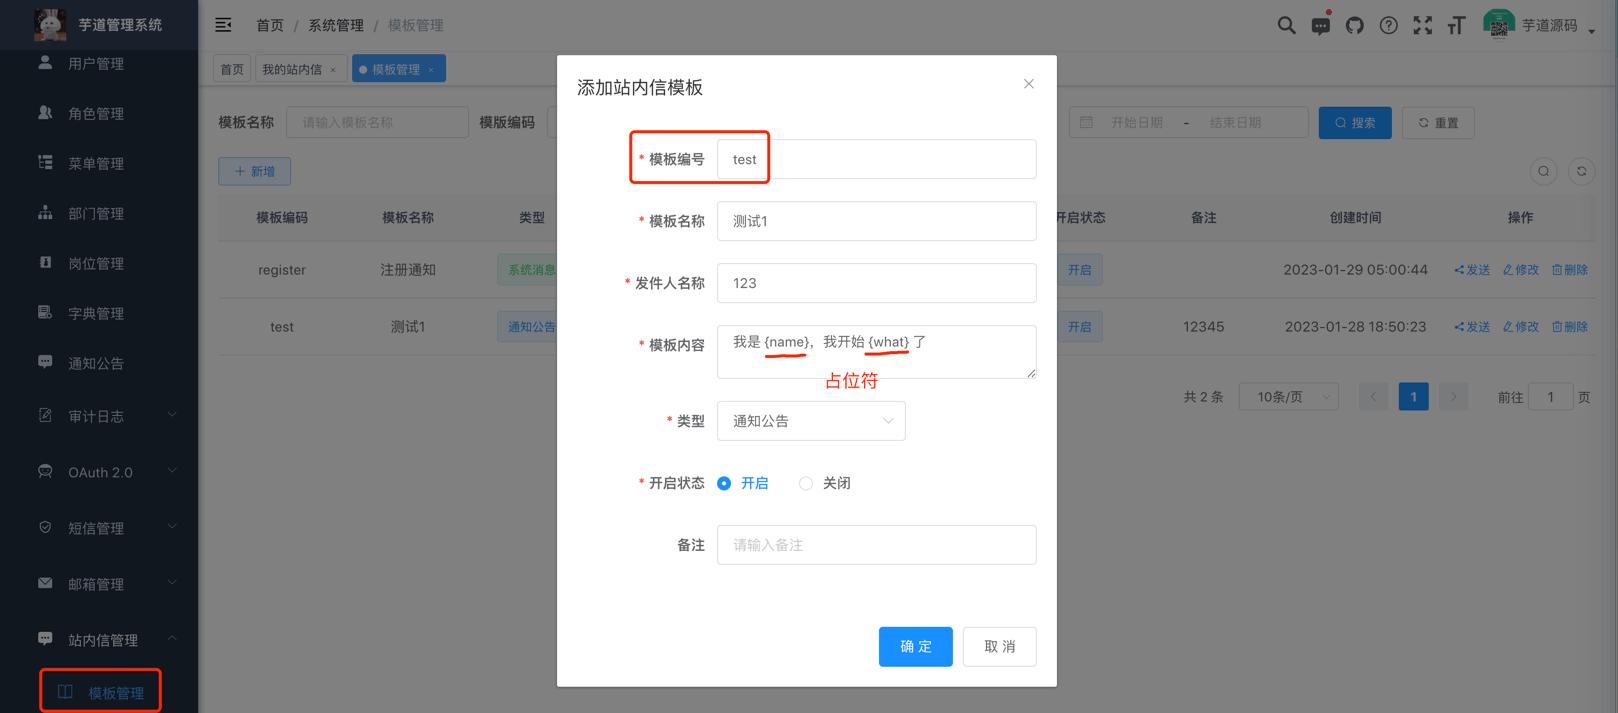 芋道管理系统
用户管理
角色管理
菜单管理
部门管理
岗位管理
字典管理
通知公告
审计日志
OAuth 2.0
短信管理
邮箱管理
站内信管理
模板管理
首页 / 系统管理 / 模板管理
芋道源码
首页 我的站内信 × 模板管理 ×
模板名称 请输入模板名称 模版编码 开始日期 - 结束日期 搜索 重置
+ 新增
模板编码 模板名称 类型 开启状态 备注 创建时间 操作
register 注册通知 系统消息 开启 2023-01-29 05:00:44 发送 修改 删除
test 测试1 通知公告 开启 12345 2023-01-28 18:50:23 发送 修改 删除
共 2 条 10条/页 < 1 > 前往 1 页
添加站内信模板 ×
* 模板编号 test
* 模板名称 测试1
* 发件人名称 123
* 模板内容 我是 {name}，我开始 {what} 了
占位符
* 类型 通知公告
* 开启状态 开启 关闭
备注 请输入备注
确 定 取 消